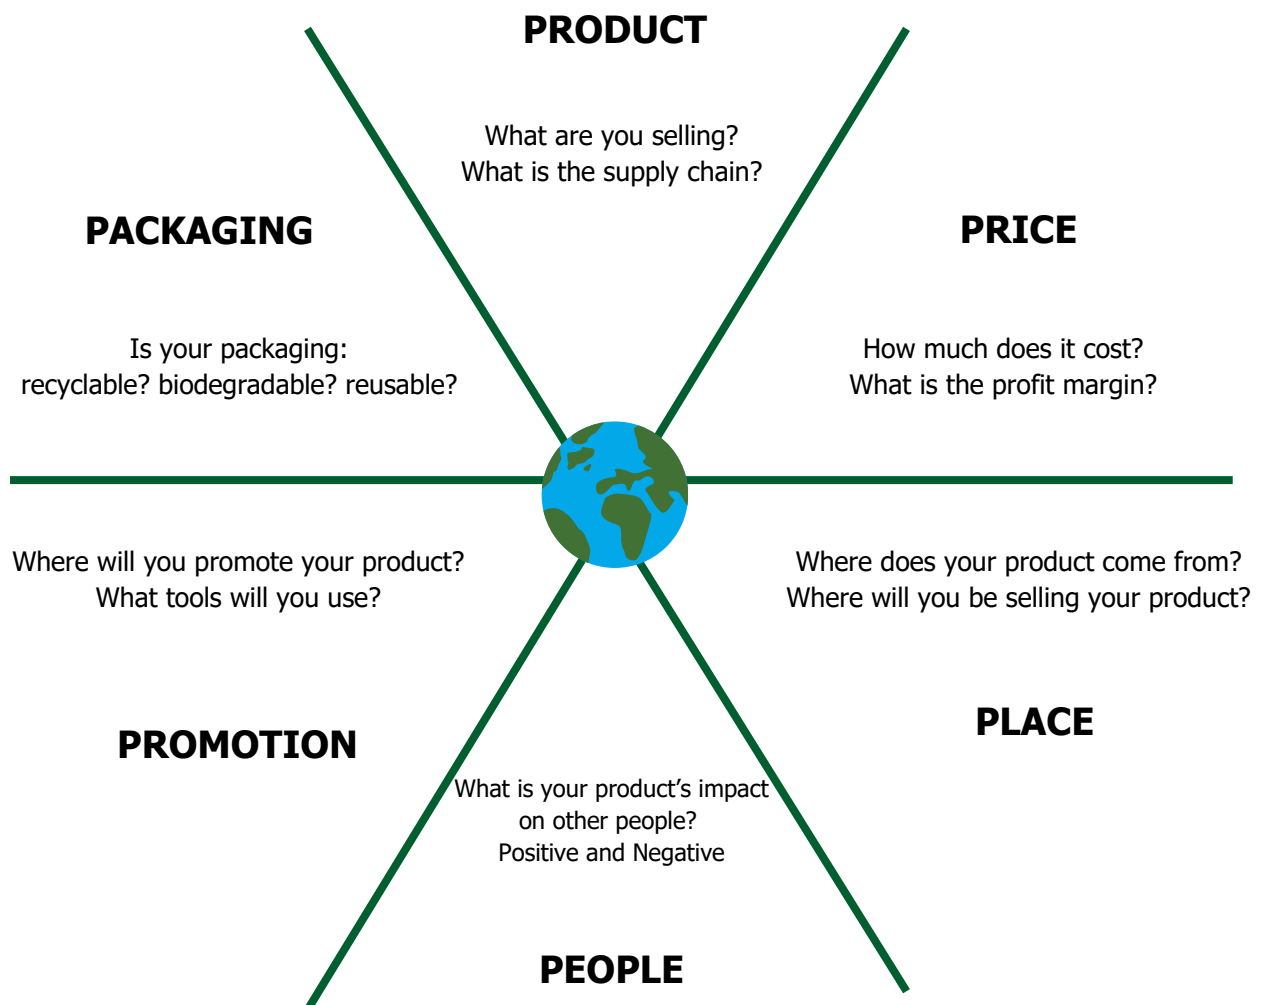 PRODUCT
What are you selling?
What is the supply chain?
PACKAGING
Is your packaging:
recyclable? biodegradable? reusable?
PRICE
How much does it cost?
What is the profit margin?
Where will you promote your product?
What tools will you use?
PROMOTION
Where does your product come from?
Where will you be selling your product?
PLACE
What is your product’s impact
on other people?
Positive and Negative
PEOPLE